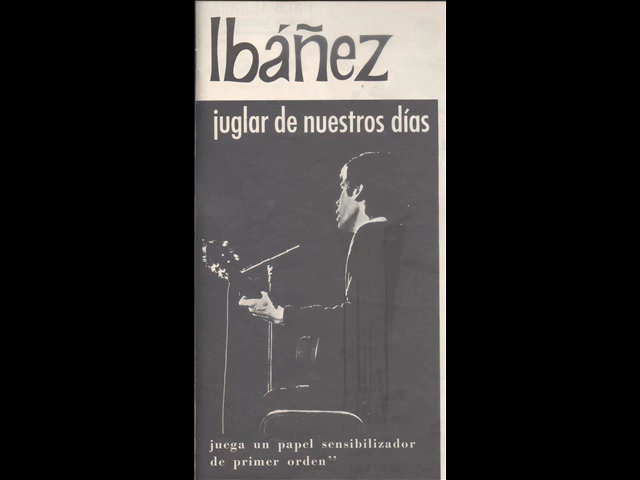 Ibáñez
juglar de nuestros días
juega un papel sensibilizador
de primer orden”